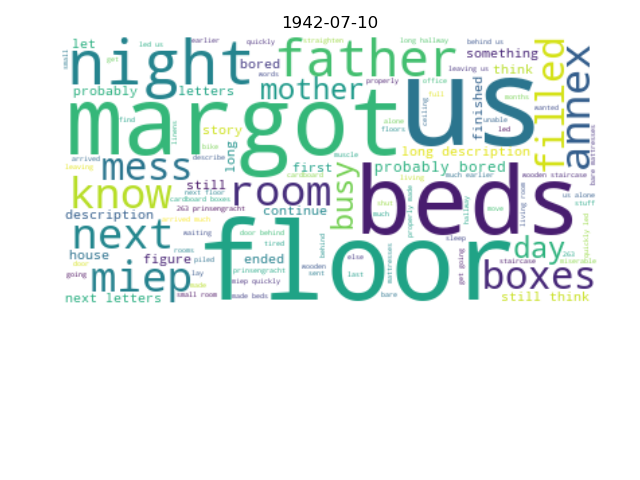 1942-07-10
small
let
earlier
led us
quickly
straighten
long hallway
behind us
night
father
bored
words
get
us
something
leaving us
think
filled
annex
probably
letters
mother
properly
office
full
ceiling
finished
months
wanted
bare mattresses
margot
find
linens
story
bike
alone
floors
unable
led
long description
arrived
leaving
mess
describe
long
muscle
first
cardboard
probably bored
much earlier
wooden staircase
know
next floor
cardboard boxes
still
room
busy
living
beds
us alone
stuff
description
continue
shut
much
properly made
hallway
move
living room
next
arrived much
waiting
door behind
tired
floor
quickly led
house
door
going
rooms
figure
piled
ended
prinsengracht
behind
wooden
sent
else
last
mattresses
bare
sleep
get going
day
staircase
263
miserable
miep
lay
made
miep quickly
boxes
next letters
263 prinsengracht
small room
made beds
still think